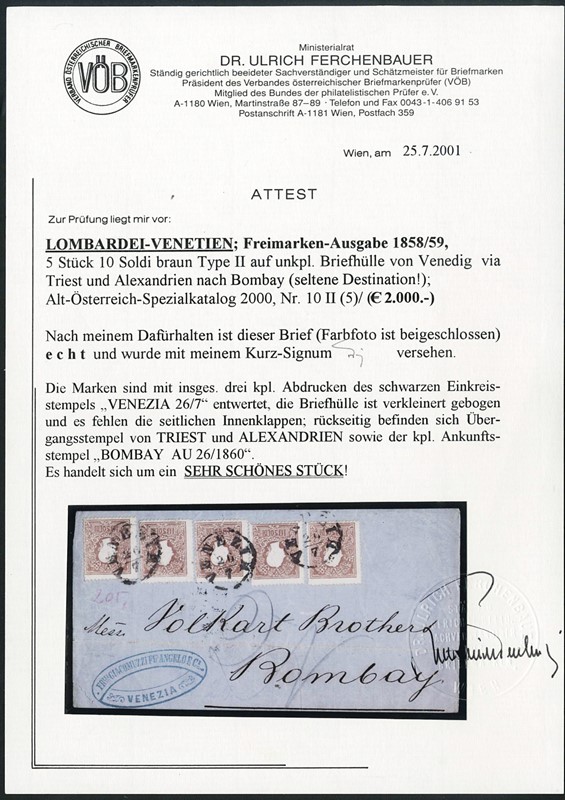 VERBAND ÖSTERREICHISCHER BRIEFMARKENPRÜFER
VÖB
Ministerialrat
DR. ULRICH FERCHENBAUER
Ständig gerichtlich beeideter Sachverständiger und Schätzmeister für Briefmarken
Präsident des Verbandes österreichischer Briefmarkenprüfer (VÖB)
Mitglied des Bundes der philatelistischen Prüfer e.V.
A-1180 Wien, Martinstraße 87–89 · Telefon und Fax 0043-1-406 91 53
Postanschrift A-1181 Wien, Postfach 359
Wien, am 25.7.2001
ATTEST
Zur Prüfung liegt mir vor:
LOMBARDEI-VENETIEN; Freimarken-Ausgabe 1858/59,
5 Stück 10 Soldi braun Type II auf unkpl. Briefhülle von Venedig via
Triest und Alexandrien nach Bombay (seltene Destination!);
Alt-Österreich-Spezialkatalog 2000, Nr. 10 II (5)/ (€ 2.000.-)
Nach meinem Dafürhalten ist dieser Brief (Farbfoto ist beigeschlossen)
e c h t und wurde mit meinem Kurz-Signum versehen.
Die Marken sind mit insges. drei kpl. Abdrucken des schwarzen Einkreis-
stempels „VENEZIA 26/7" entwertet, die Briefhülle ist verkleinert gebogen
und es fehlen die seitlichen Innenklappen; rückseitig befinden sich Über-
gangsstempel von TRIEST und ALEXANDRIEN sowie der kpl. Ankunfts-
stempel „BOMBAY AU 26/1860".
Es handelt sich um ein SEHR SCHÖNES STÜCK!
VENEZIA
26
7
Messrs Volkart Brothers
Bombay
VENEZIA